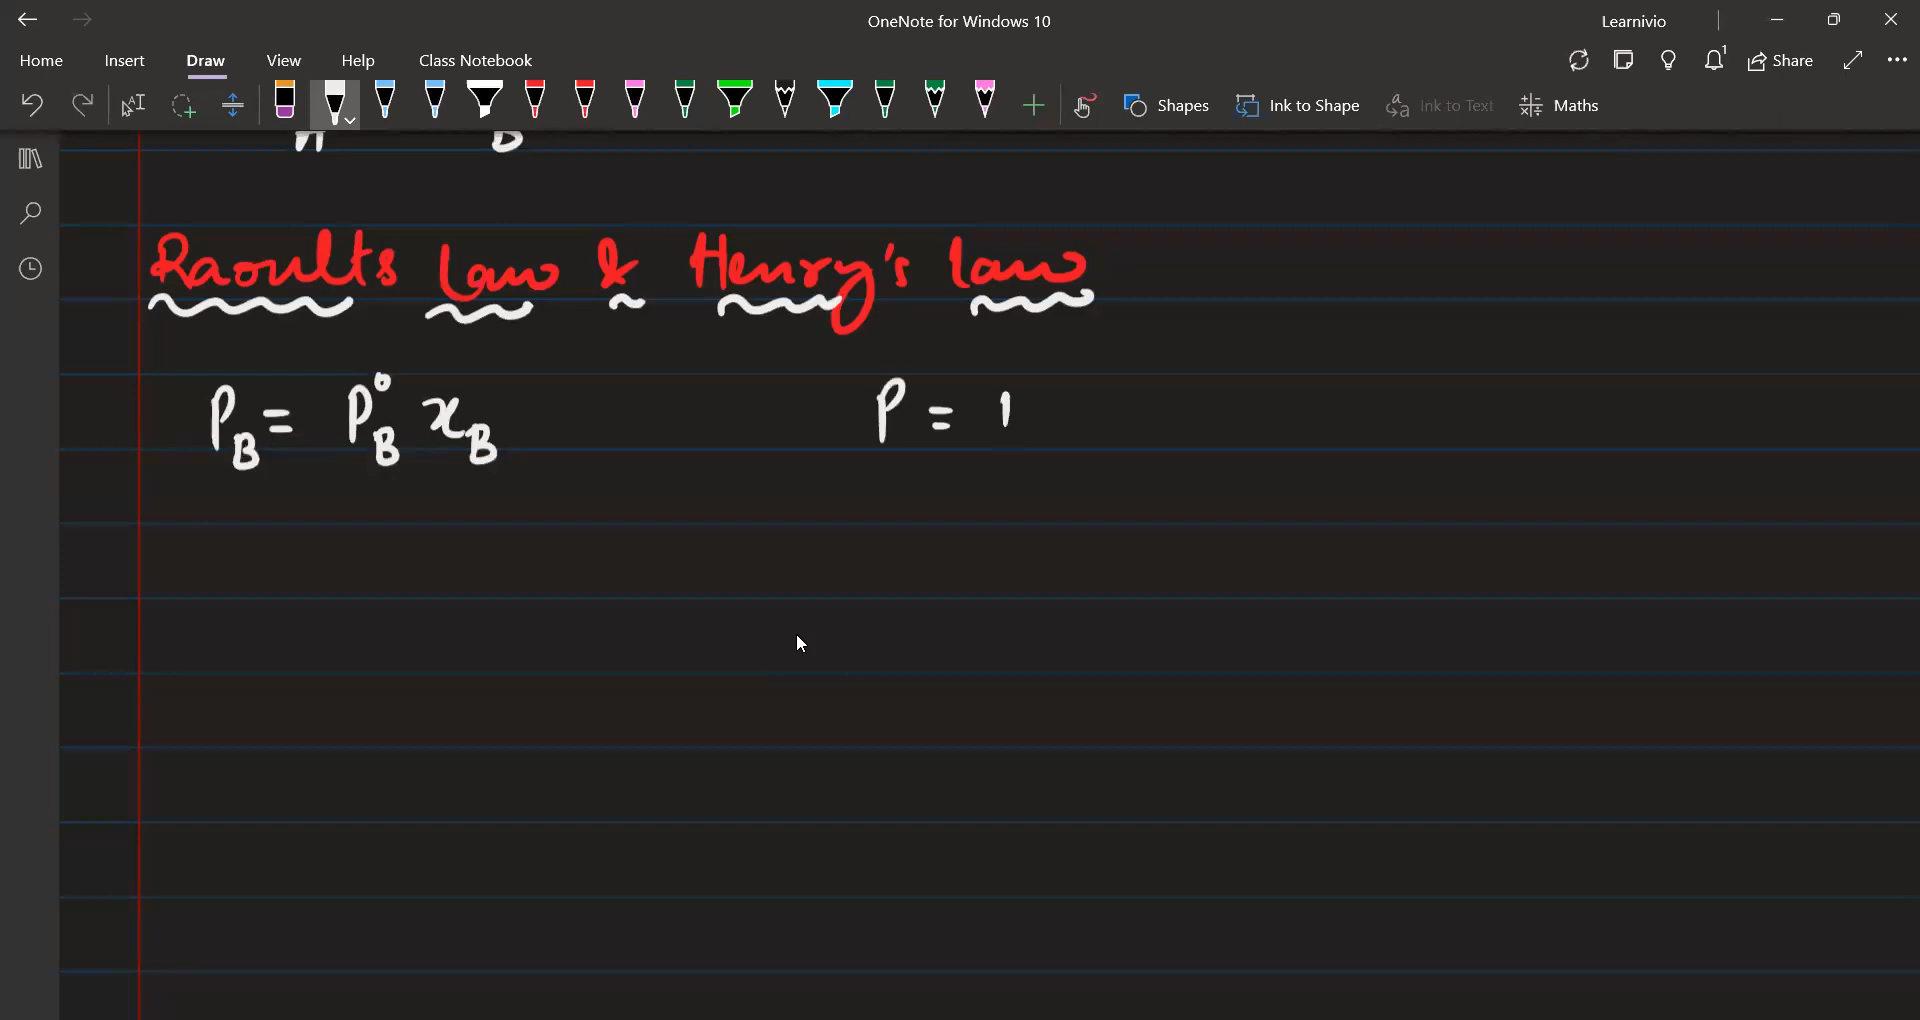 OneNote for Windows 10
Learnivio
Home Insert Draw View Help Class Notebook
1
Share
Shapes Ink to Shape Ink to Text Maths
A B
Raoults Law & Henry's law
P_B = P°_B x_B P = 1